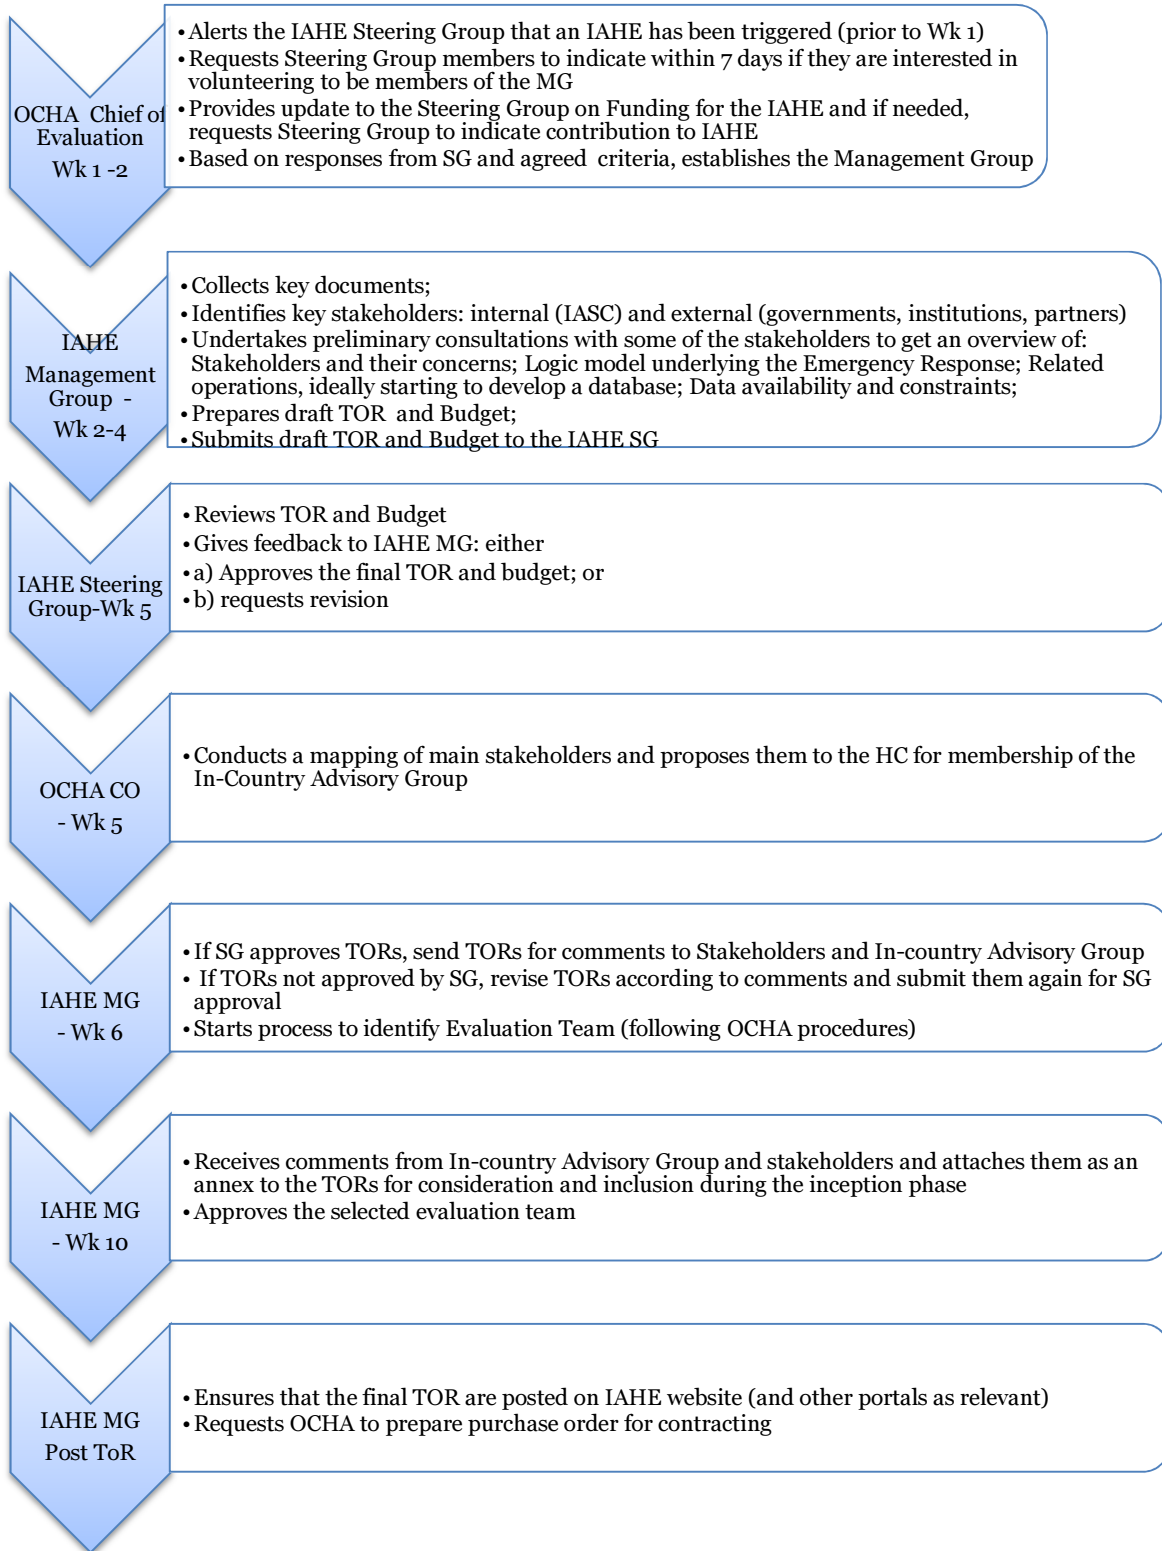 OCHA Chief of
Evaluation
Wk 1 -2
•Alerts the IAHE Steering Group that an IAHE has been triggered (prior to Wk 1)
•Requests Steering Group members to indicate within 7 days if they are interested in
volunteering to be members of the MG
•Provides update to the Steering Group on Funding for the IAHE and if needed,
requests Steering Group to indicate contribution to IAHE
•Based on responses from SG and agreed criteria, establishes the Management Group
IAHE
Management
Group -
Wk 2-4
•Collects key documents;
•Identifies key stakeholders: internal (IASC) and external (governments, institutions, partners)
•Undertakes preliminary consultations with some of the stakeholders to get an overview of:
Stakeholders and their concerns; Logic model underlying the Emergency Response; Related
operations, ideally starting to develop a database; Data availability and constraints;
•Prepares draft TOR and Budget;
•Submits draft TOR and Budget to the IAHE SG
IAHE Steering
Group-Wk 5
•Reviews TOR and Budget
•Gives feedback to IAHE MG: either
•a) Approves the final TOR and budget; or
•b) requests revision
OCHA CO
- Wk 5
•Conducts a mapping of main stakeholders and proposes them to the HC for membership of the
In-Country Advisory Group
IAHE MG
- Wk 6
•If SG approves TORs, send TORs for comments to Stakeholders and In-country Advisory Group
• If TORs not approved by SG, revise TORs according to comments and submit them again for SG
approval
•Starts process to identify Evaluation Team (following OCHA procedures)
IAHE MG
- Wk 10
•Receives comments from In-country Advisory Group and stakeholders and attaches them as an
annex to the TORs for consideration and inclusion during the inception phase
•Approves the selected evaluation team
IAHE MG
Post ToR
•Ensures that the final TOR are posted on IAHE website (and other portals as relevant)
•Requests OCHA to prepare purchase order for contracting